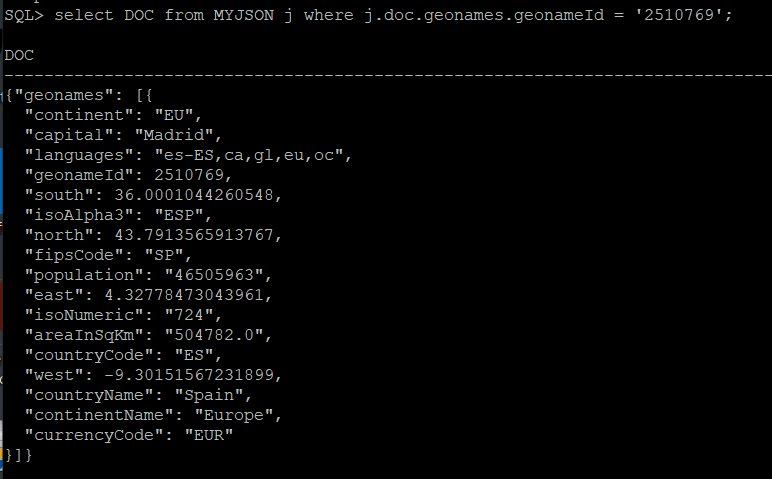 SQL> select DOC from MYJSON j where j.doc.geonames.geonameId = '2510769';
DOC
--------------------------------------------------------------------------------
{"geonames": [{
  "continent": "EU",
  "capital": "Madrid",
  "languages": "es-ES,ca,gl,eu,oc",
  "geonameId": 2510769,
  "south": 36.0001044260548,
  "isoAlpha3": "ESP",
  "north": 43.7913565913767,
  "fipsCode": "SP",
  "population": "46505963",
  "east": 4.32778473043961,
  "isoNumeric": "724",
  "areaInSqKm": "504782.0",
  "countryCode": "ES",
  "west": -9.30151567231899,
  "countryName": "Spain",
  "continentName": "Europe",
  "currencyCode": "EUR"
}]}